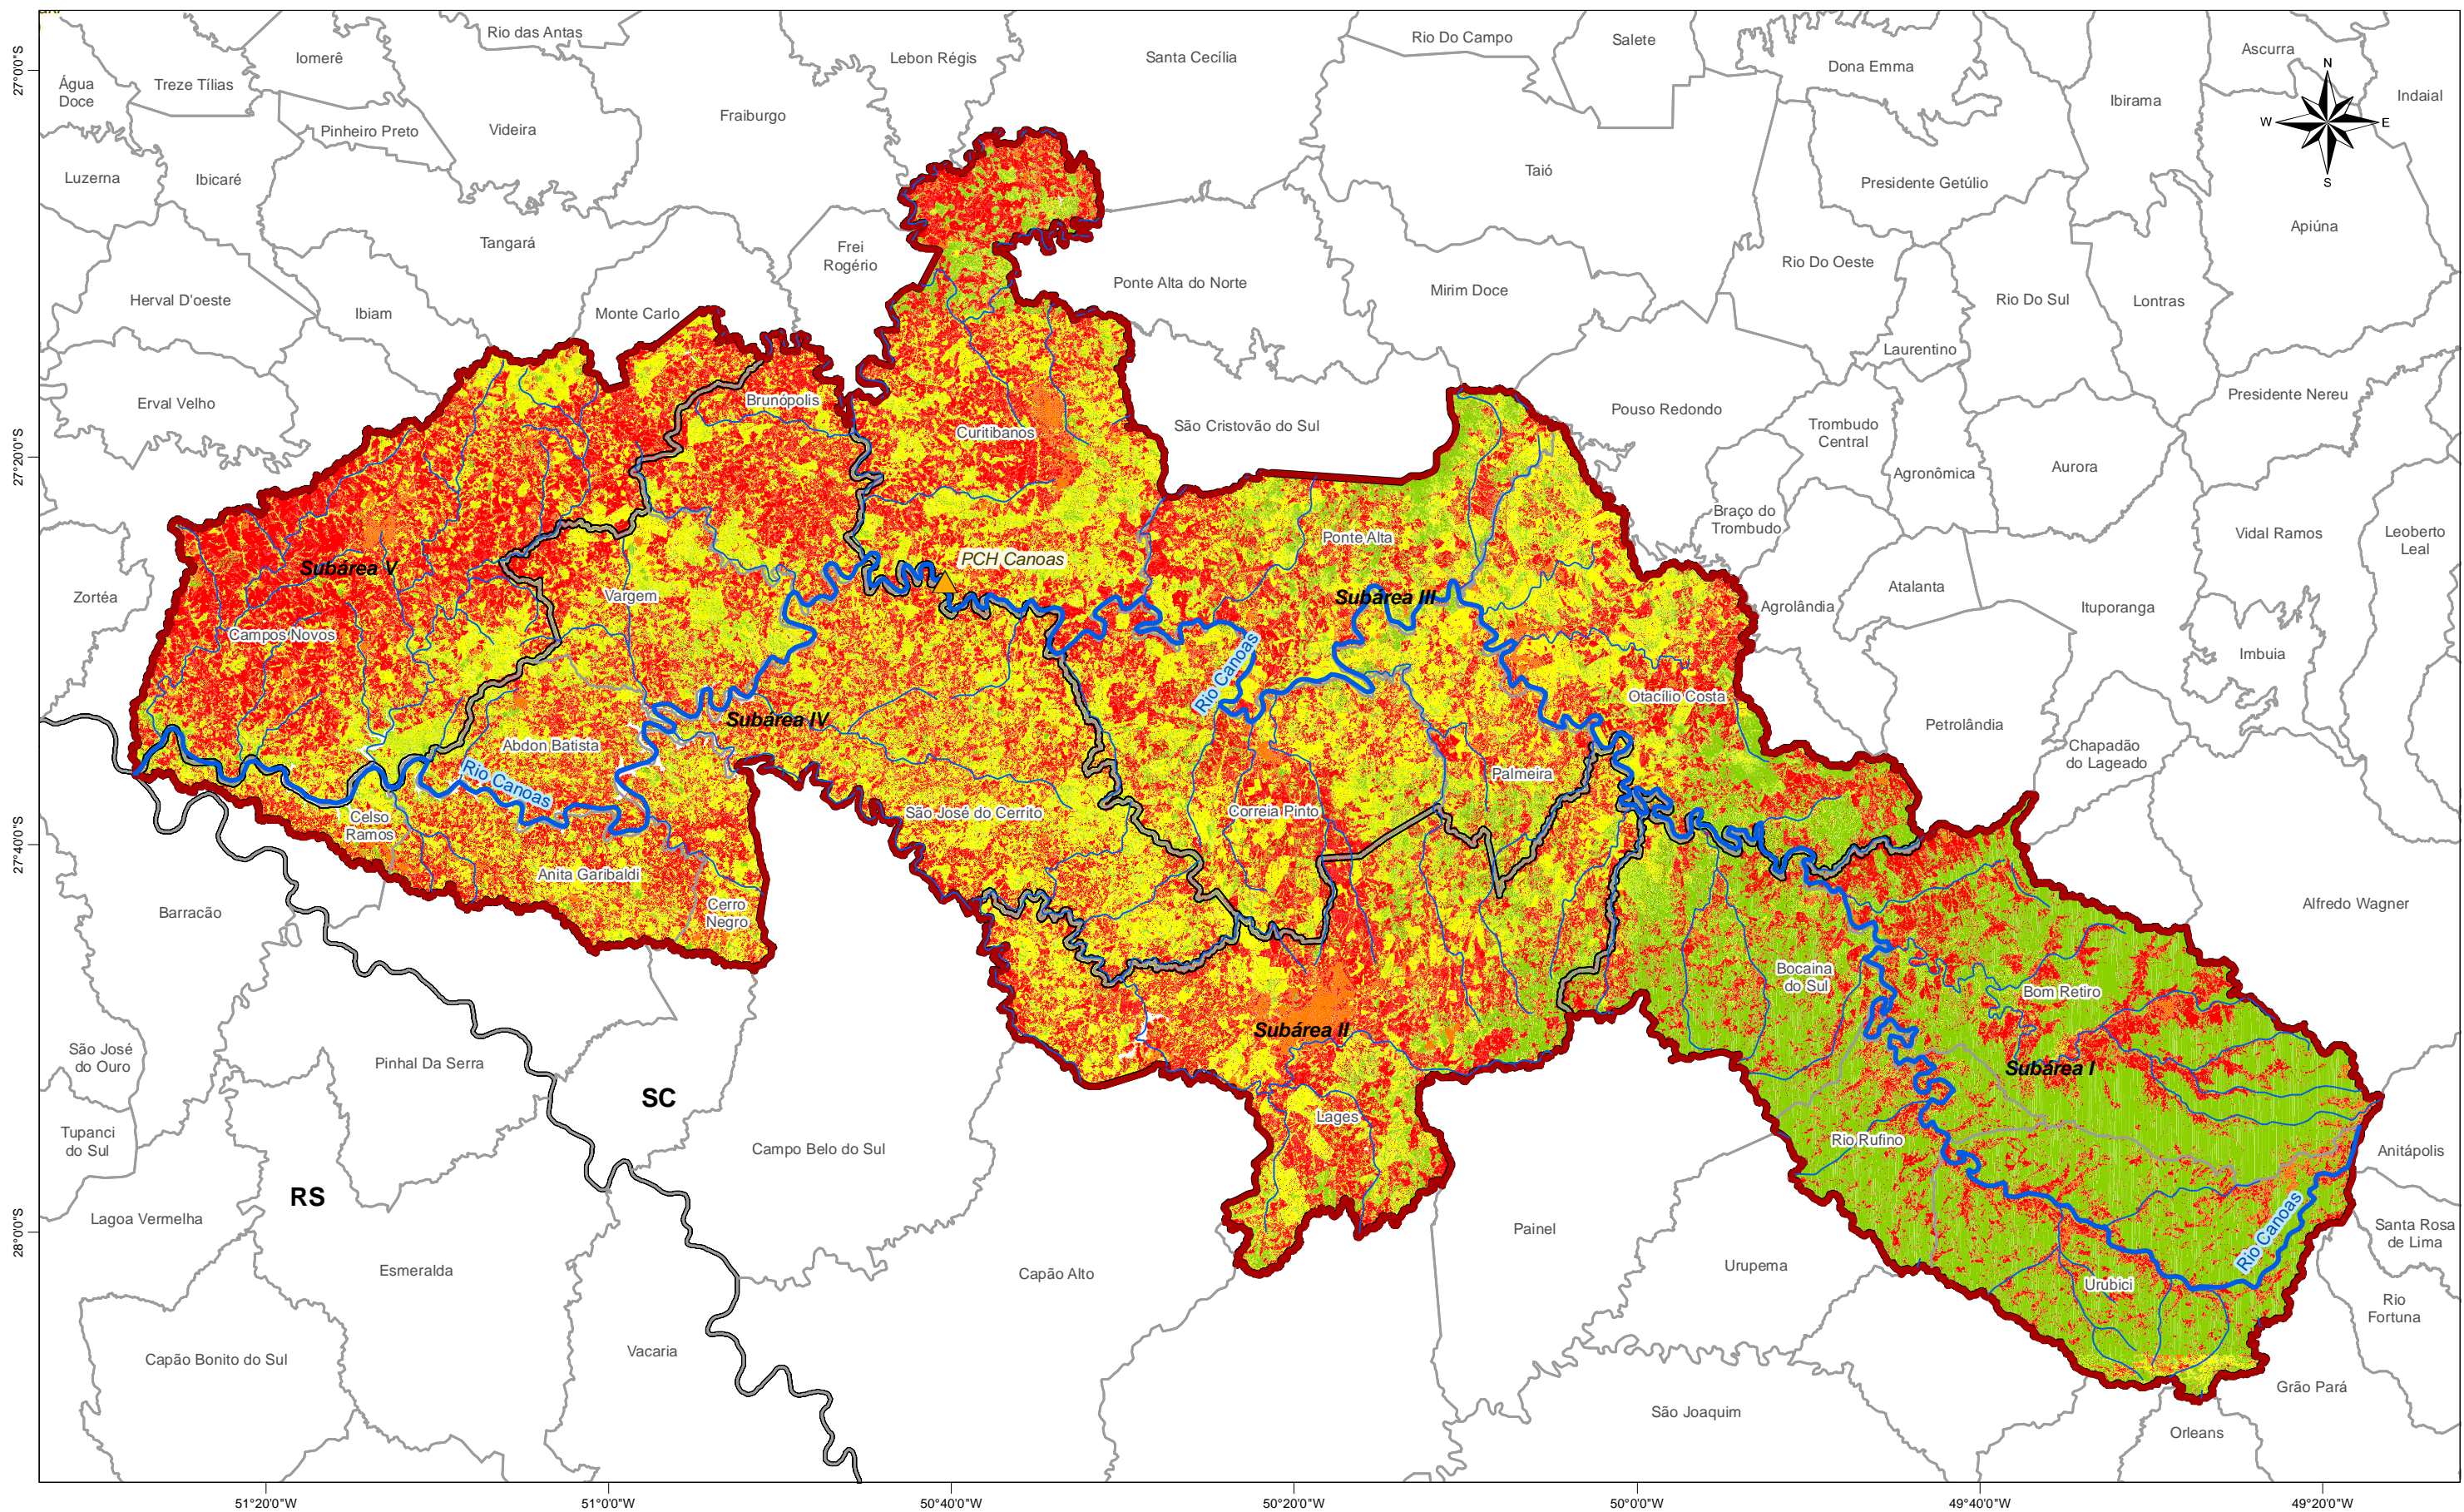 Rio das Antas
Rio Do Campo
Salete
Iomerê
Lebon Régis
Santa Cecília
Ascurra
N
Dona Emma
27°0'0"S
Água
Doce
Treze Tílias
Ibirama
Indaial
Fraiburgo
W
E
Pinheiro Preto
Videira
Luzerna
Ibicaré
Taió
Presidente Getúlio
S
Apiúna
Tangará
Frei
Rogério
Rio Do Oeste
Ponte Alta do Norte
Mirim Doce
Herval D'oeste
Ibiam
Monte Carlo
Rio Do Sul
Lontras
Laurentino
Erval Velho
Brunópolis
Pouso Redondo
Presidente Nereu
Curitibanos
São Cristovão do Sul
Trombudo
Central
27°20'0"S
Agronômica
Aurora
Braço do
Trombudo
Ponte Alta
Vidal Ramos
Leoberto
Leal
PCH Canoas
Subárea V
Zortéa
Vargem
Subárea III
Agrolândia
Atalanta
Ituporanga
Campos Novos
Imbuia
Rio Canoas
Otacílio Costa
Subárea IV
Petrolândia
Abdon Batista
Chapadão
do Lageado
Rio Canoas
Palmeira
Celso
Ramos
São José do Cerrito
Correia Pinto
27°40'0"S
Anita Garibaldi
Cerro
Negro
Barracão
Alfredo Wagner
Bocaina
do Sul
Bom Retiro
Subárea II
São José
do Ouro
Pinhal Da Serra
Subárea I
SC
Lages
Tupanci
do Sul
Campo Belo do Sul
Rio Rufino
Anitápolis
RS
Lagoa Vermelha
Painel
Rio Canoas
Santa Rosa
de Lima
28°0'0"S
Esmeralda
Capão Alto
Urupema
Urubici
Rio
Fortuna
Capão Bonito do Sul
Vacaria
Grão Pará
São Joaquim
Orleans
51°20'0"W
51°0'0"W
50°40'0"W
50°20'0"W
50°0'0"W
49°40'0"W
49°20'0"W